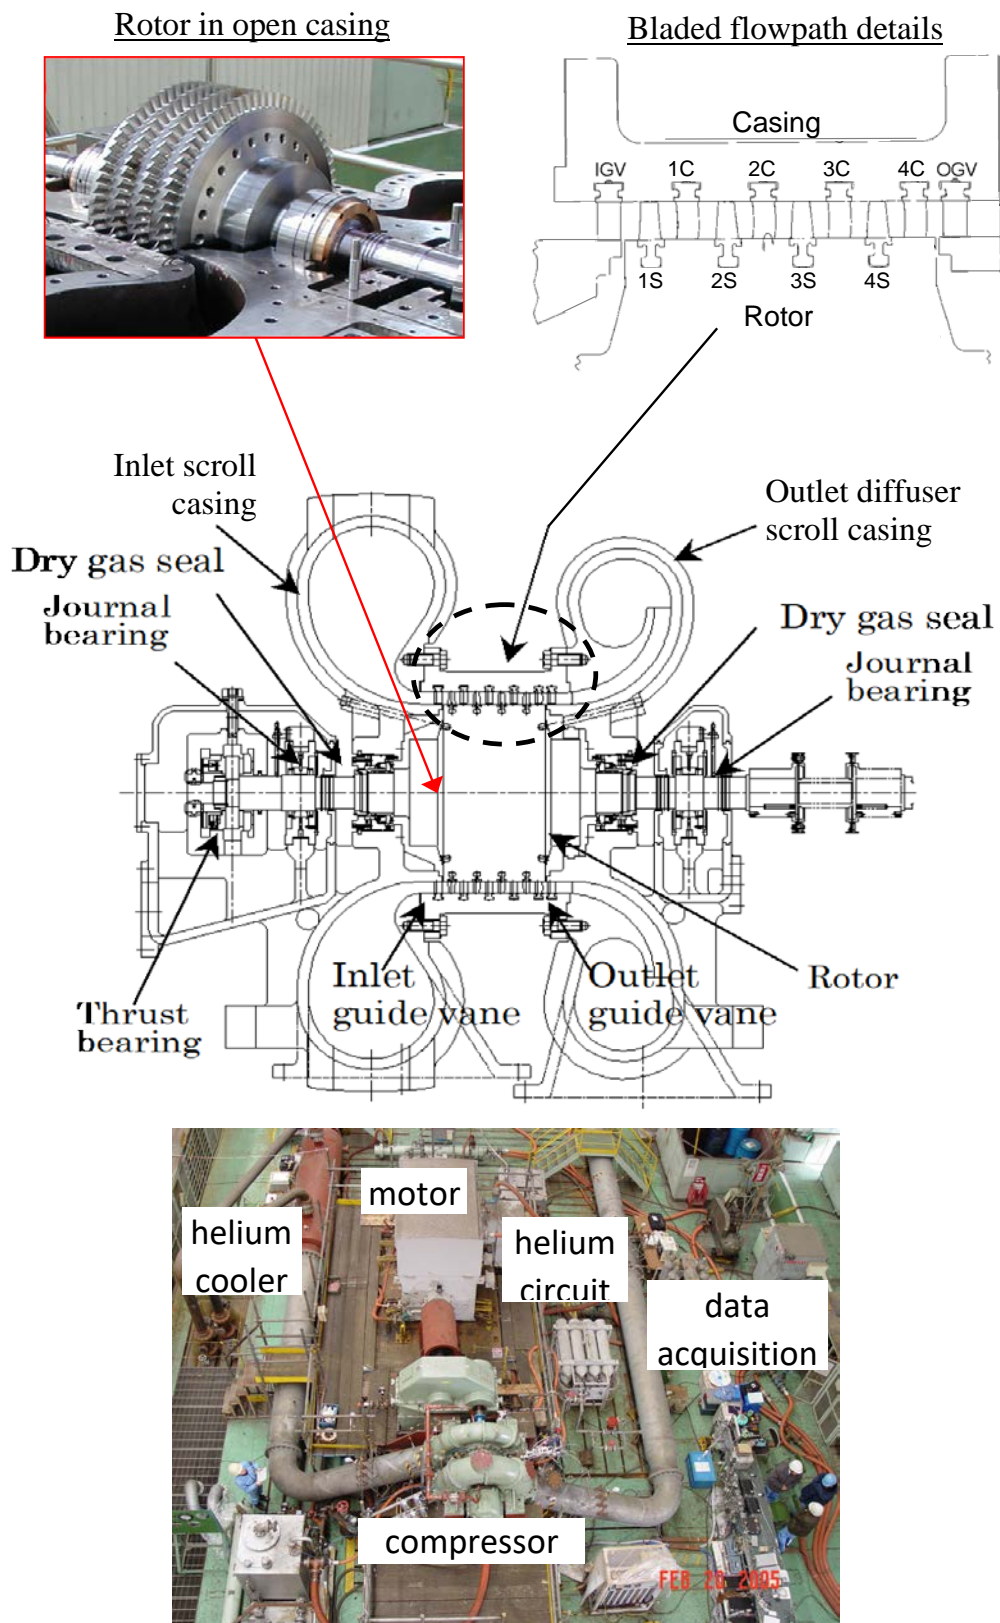 Rotor in open casing
Bladed flowpath details
Casing
IGV
1C
2C
3C
4C
OGV
1S
2S
3S
4S
Rotor
Inlet scroll
casing
Outlet diffuser
scroll casing
Dry gas seal
Journal
bearing
Dry gas seal
Journal
bearing
Inlet
guide vane
Outlet
guide vane
Rotor
Thrust
bearing
motor
helium
cooler
helium
circuit
data
acquisition
compressor
FEB 20 2005